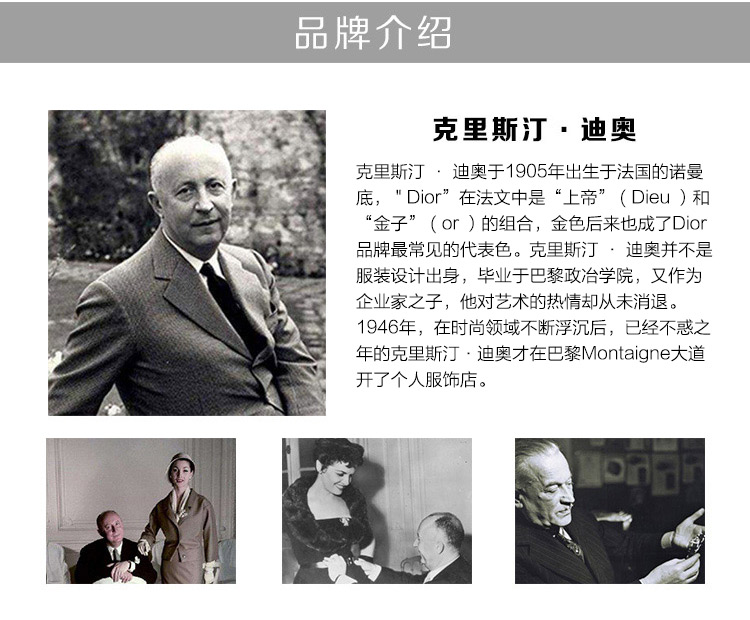 品牌介绍
克里斯汀·迪奥
克里斯汀 · 迪奥于1905年出生于法国的诺曼
底，＂Dior”在法文中是“上帝”（Dieu ）和
“金子”（ or ）的组合，金色后来也成了Dior
品牌最常见的代表色。克里斯汀 · 迪奥并不是
服装设计出身，毕业于巴黎政冶学院，又作为
企业家之子，他对艺术的热情却从未消退。
1946年，在时尚领域不断浮沉后，已经不惑之
年的克里斯汀·迪奥才在巴黎Montaigne大道
开了个人服饰店。